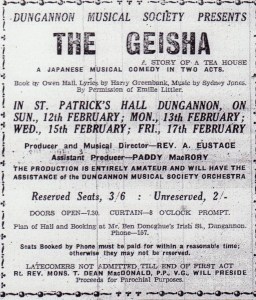 DUNGANNON MUSICAL SOCIETY PRESENTS
THE GEISHA
A STORY OF A TEA HOUSE
A JAPANESE MUSICAL COMEDY IN TWO ACTS.
Book by Owen Hall, Lyrics by Harry Greenbank, Music by Sydney Jones.
By Permission of Emille Littler.
IN ST. PATRICK'S HALL DUNGANNON, on
SUN., 12th FEBRUARY; MON., 13th FEBRUARY;
WED., 15th FEBRUARY; FRI., 17th FEBRUARY
Producer and Musical Director—REV. A. EUSTACE
Assistant Producer—PADDY MacRORY
THE PRODUCTION IS ENTIRELY AMATEUR AND WILL HAVE THE
ASSISTANCE OF THE DUNGANNON MUSICAL SOCIETY ORCHESTRA
Reserved Seats, 3/6 : Unreserved, 2/-
DOORS OPEN—7.30. CURTAIN—8 O'CLOCK PROMPT.
Plan of Hall and Booking at Mr. Ben Donoghue's Irish St., Dungannon.
Phone—157.
Seats Booked by Phone must be paid for within a reasonable time;
otherwise they may not be reserved.
LATECOMERS NOT ADMITTED TILL END OF FIRST ACT
Rt. REV. MONS. T. DEAN MacDONALD, P.P., V.G., WILL PRESIDE
Proceeds for Parochial Purposes.